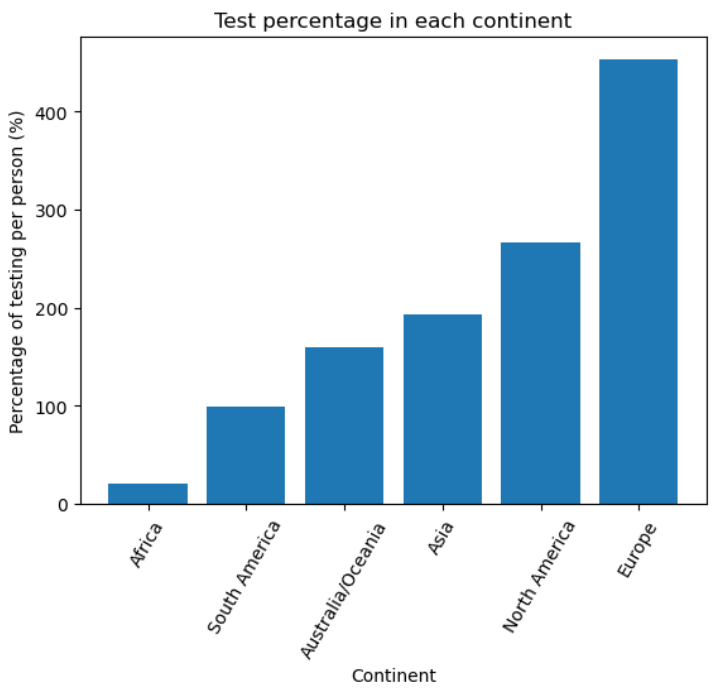 Test percentage in each continent
Percentage of testing per person (%)
400
300
200
100
0
Africa
South America
Australia/Oceania
Asia
North America
Europe
Continent